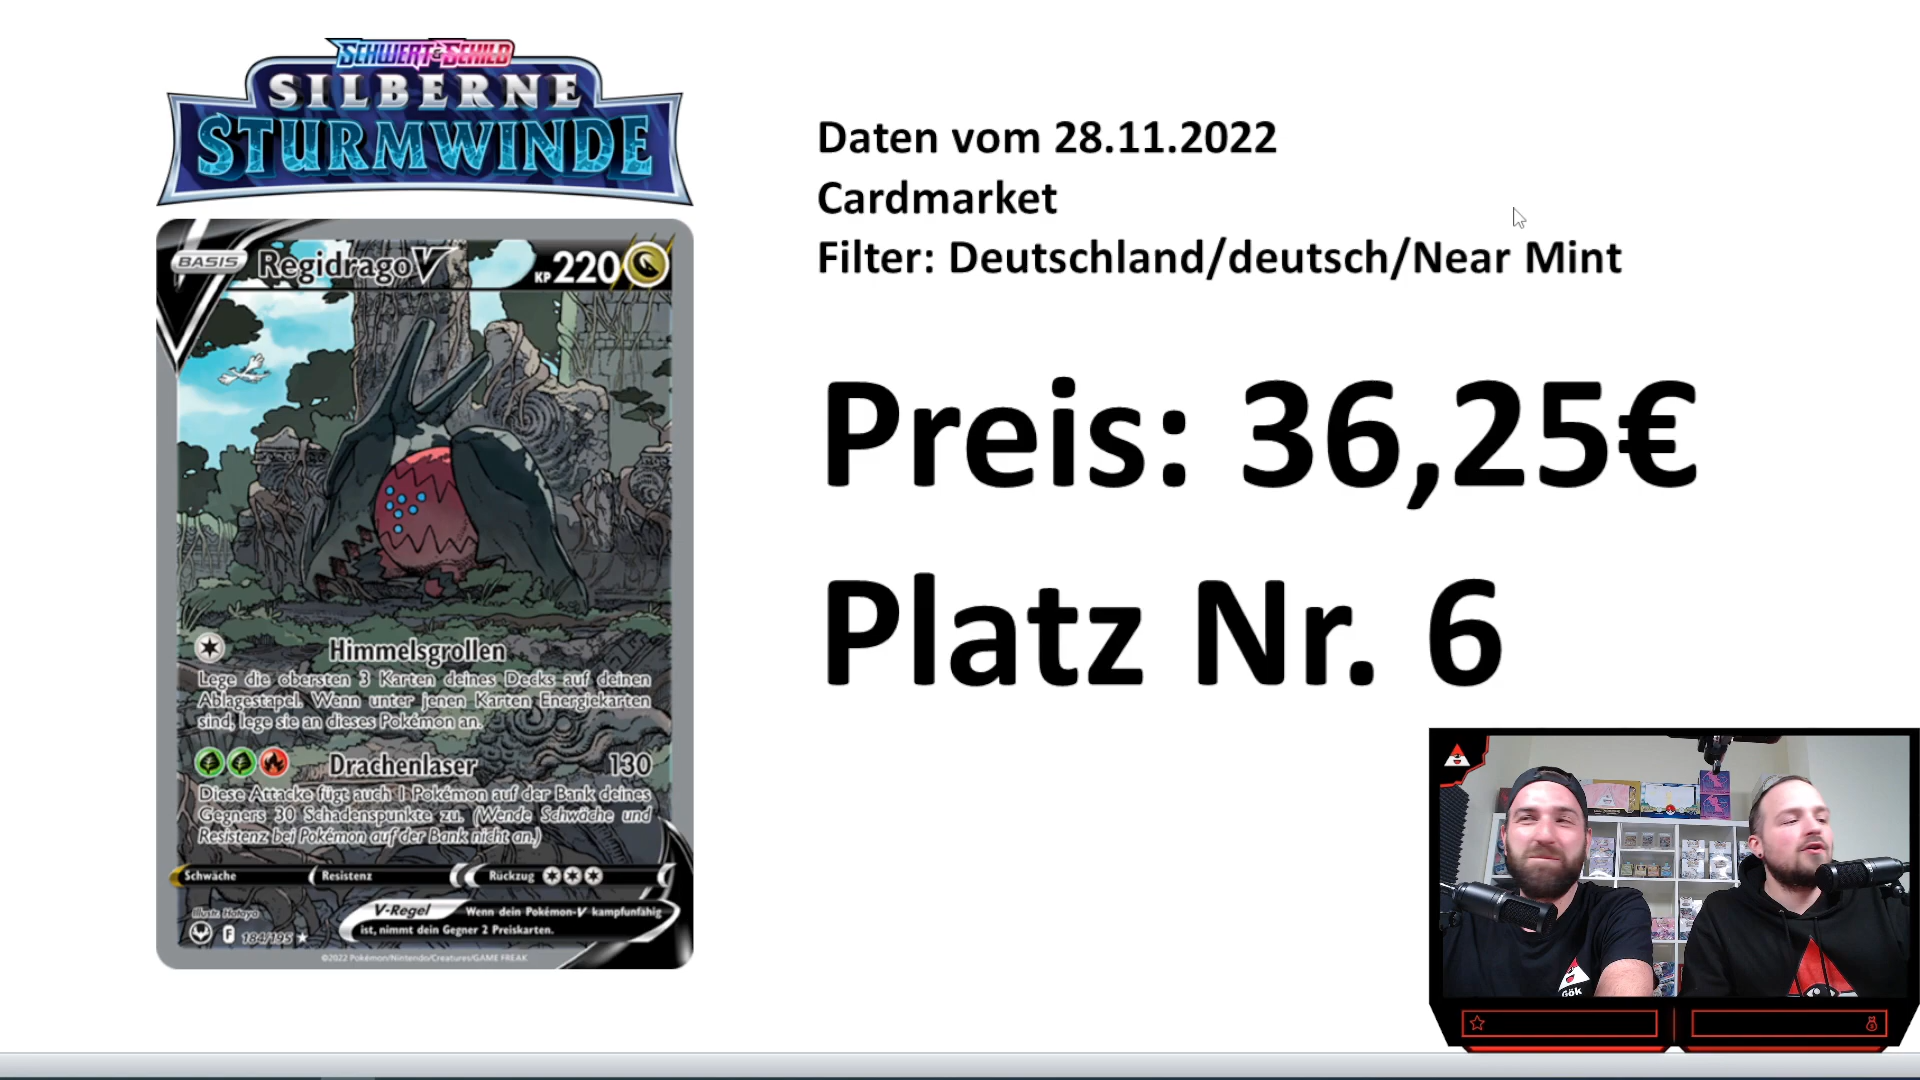 SCHWERT & SCHILD
SILBERNE
STURMWINDE
BASIS
Regidrago V
KP 220
Himmelsgrollen
Lege die obersten 3 Karten deines Decks auf deinen
Ablagestapel. Wenn unter jenen Karten Energiekarten
sind, lege sie an dieses Pokémon an.
Drachenlaser 130
Diese Attacke fügt auch 1 Pokémon auf der Bank deines
Gegners 30 Schadenspunkte zu. (Wende Schwäche und
Resistenz bei Pokémon auf der Bank nicht an.)
Schwäche Resistenz Rückzug
V-Regel Wenn dein Pokémon-V kampfunfähig
ist, nimmt dein Gegner 2 Preiskarten.
Illustr. Hataya
F 184/195
©2022 Pokémon/Nintendo/Creatures/GAME FREAK
Daten vom 28.11.2022
Cardmarket
Filter: Deutschland/deutsch/Near Mint
Preis: 36,25€
Platz Nr. 6
Gök